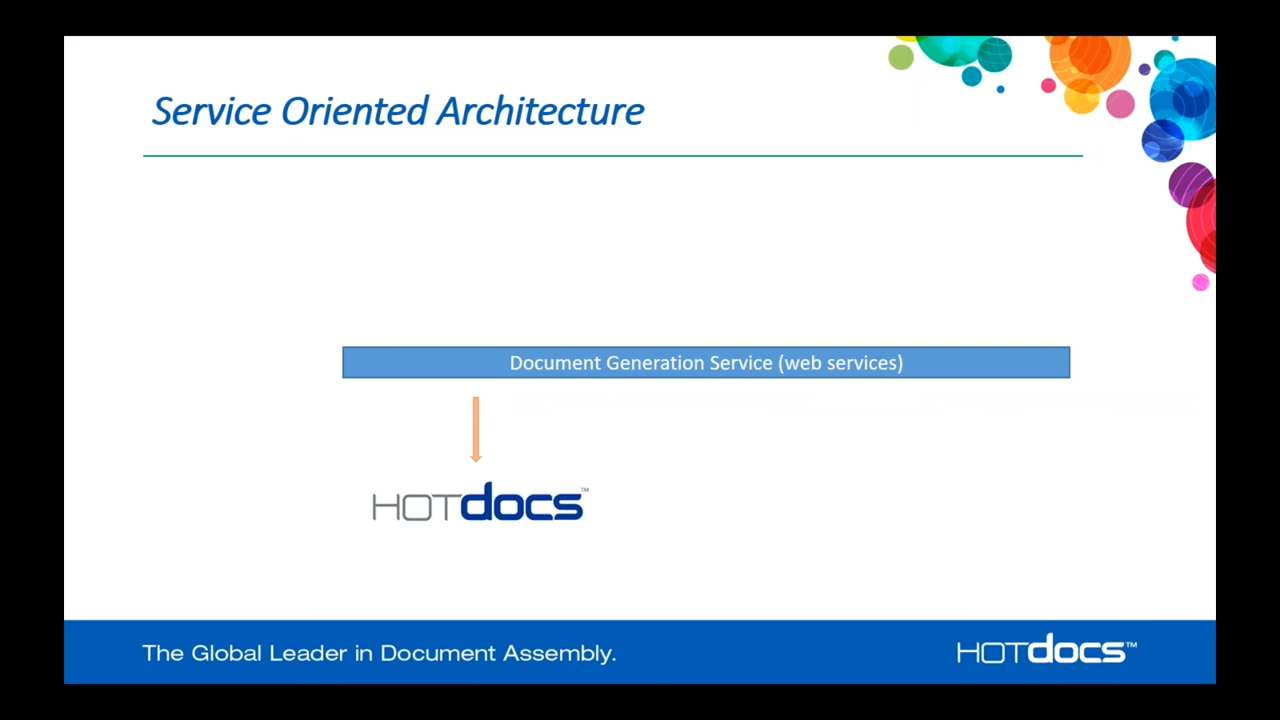 Service Oriented Architecture
Document Generation Service (web services)
HOTdocs™
The Global Leader in Document Assembly.
HOTdocs™